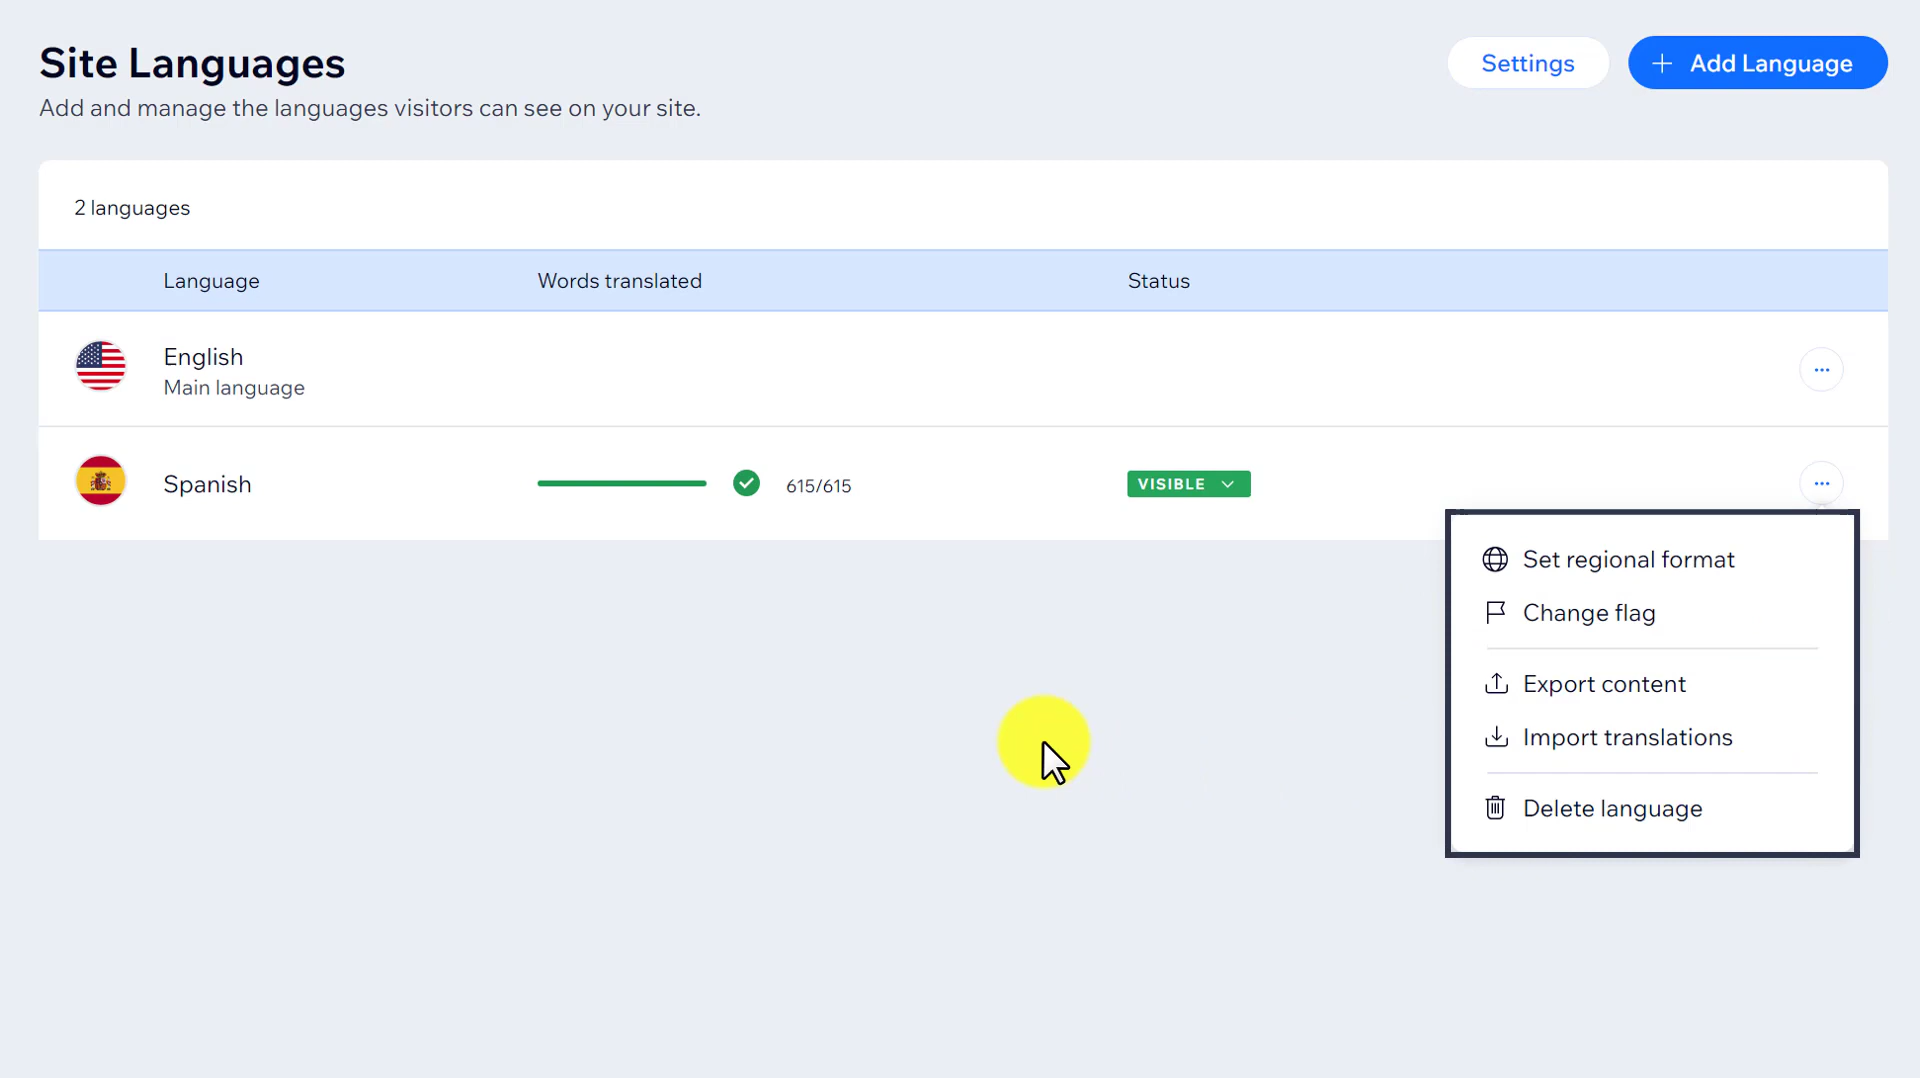 Site Languages
Settings
Add Language
Add and manage the languages visitors can see on your site.
2 languages
Language
Words translated
Status
English
Main language
Spanish
615/615
VISIBLE
Set regional format
Change flag
Export content
Import translations
Delete language